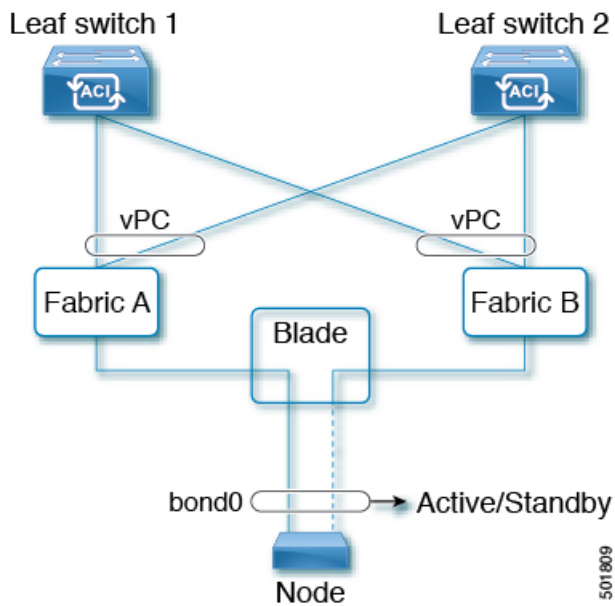 Leaf switch 1
Leaf switch 2
ACI
ACI
vPC
vPC
Fabric A
Fabric B
Blade
bond0
Active/Standby
Node
501809